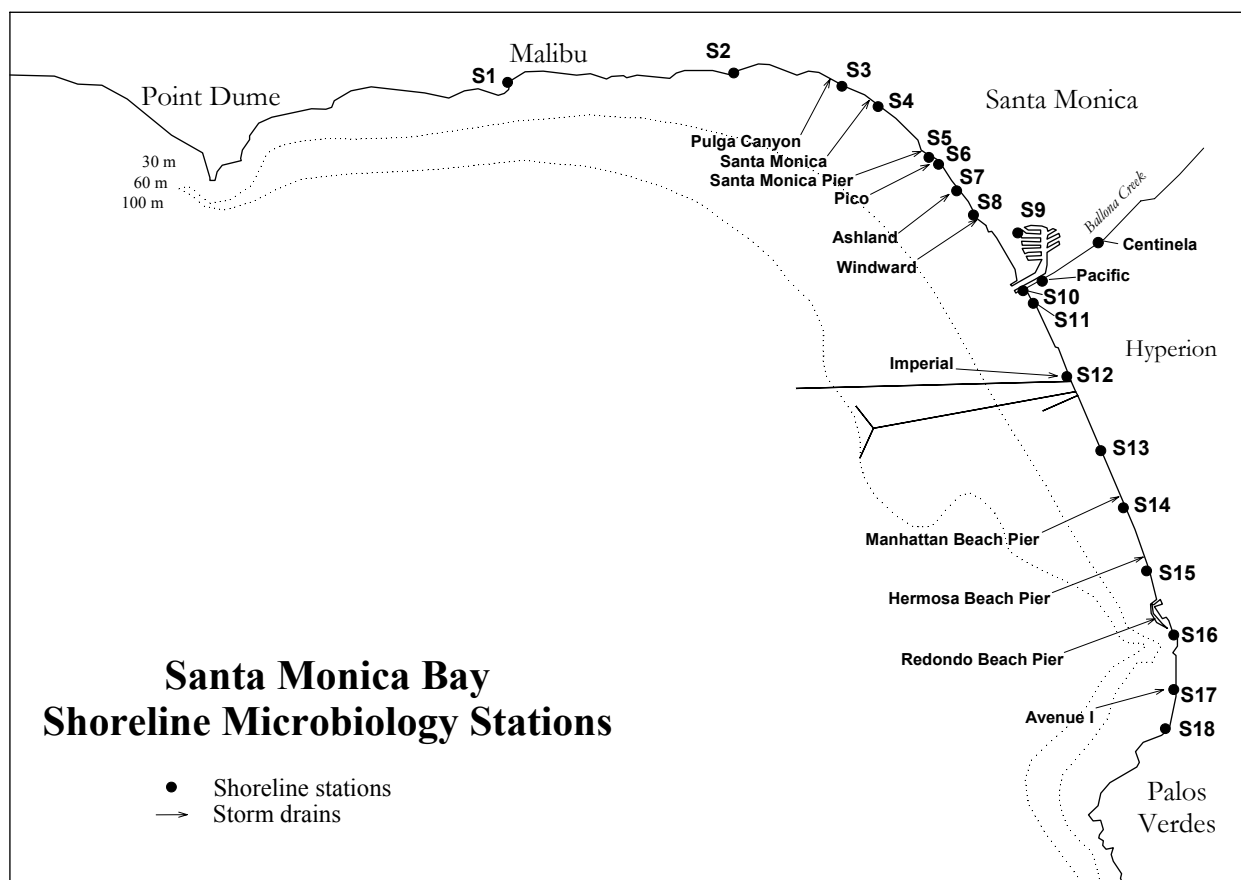 Malibu
S1
S2
S3
S4
Point Dume
Santa Monica
Pulga Canyon
Santa Monica
Santa Monica Pier
Pico
Ashland
Windward
S5
S6
S7
S8
S9
Ballona Creek
Centinela
Pacific
S10
S11
30 m
60 m
100 m
Hyperion
Imperial
S12
S13
S14
Manhattan Beach Pier
S15
Hermosa Beach Pier
S16
Redondo Beach Pier
S17
Avenue I
S18
Palos
Verdes
Santa Monica Bay
Shoreline Microbiology Stations
Shoreline stations
Storm drains